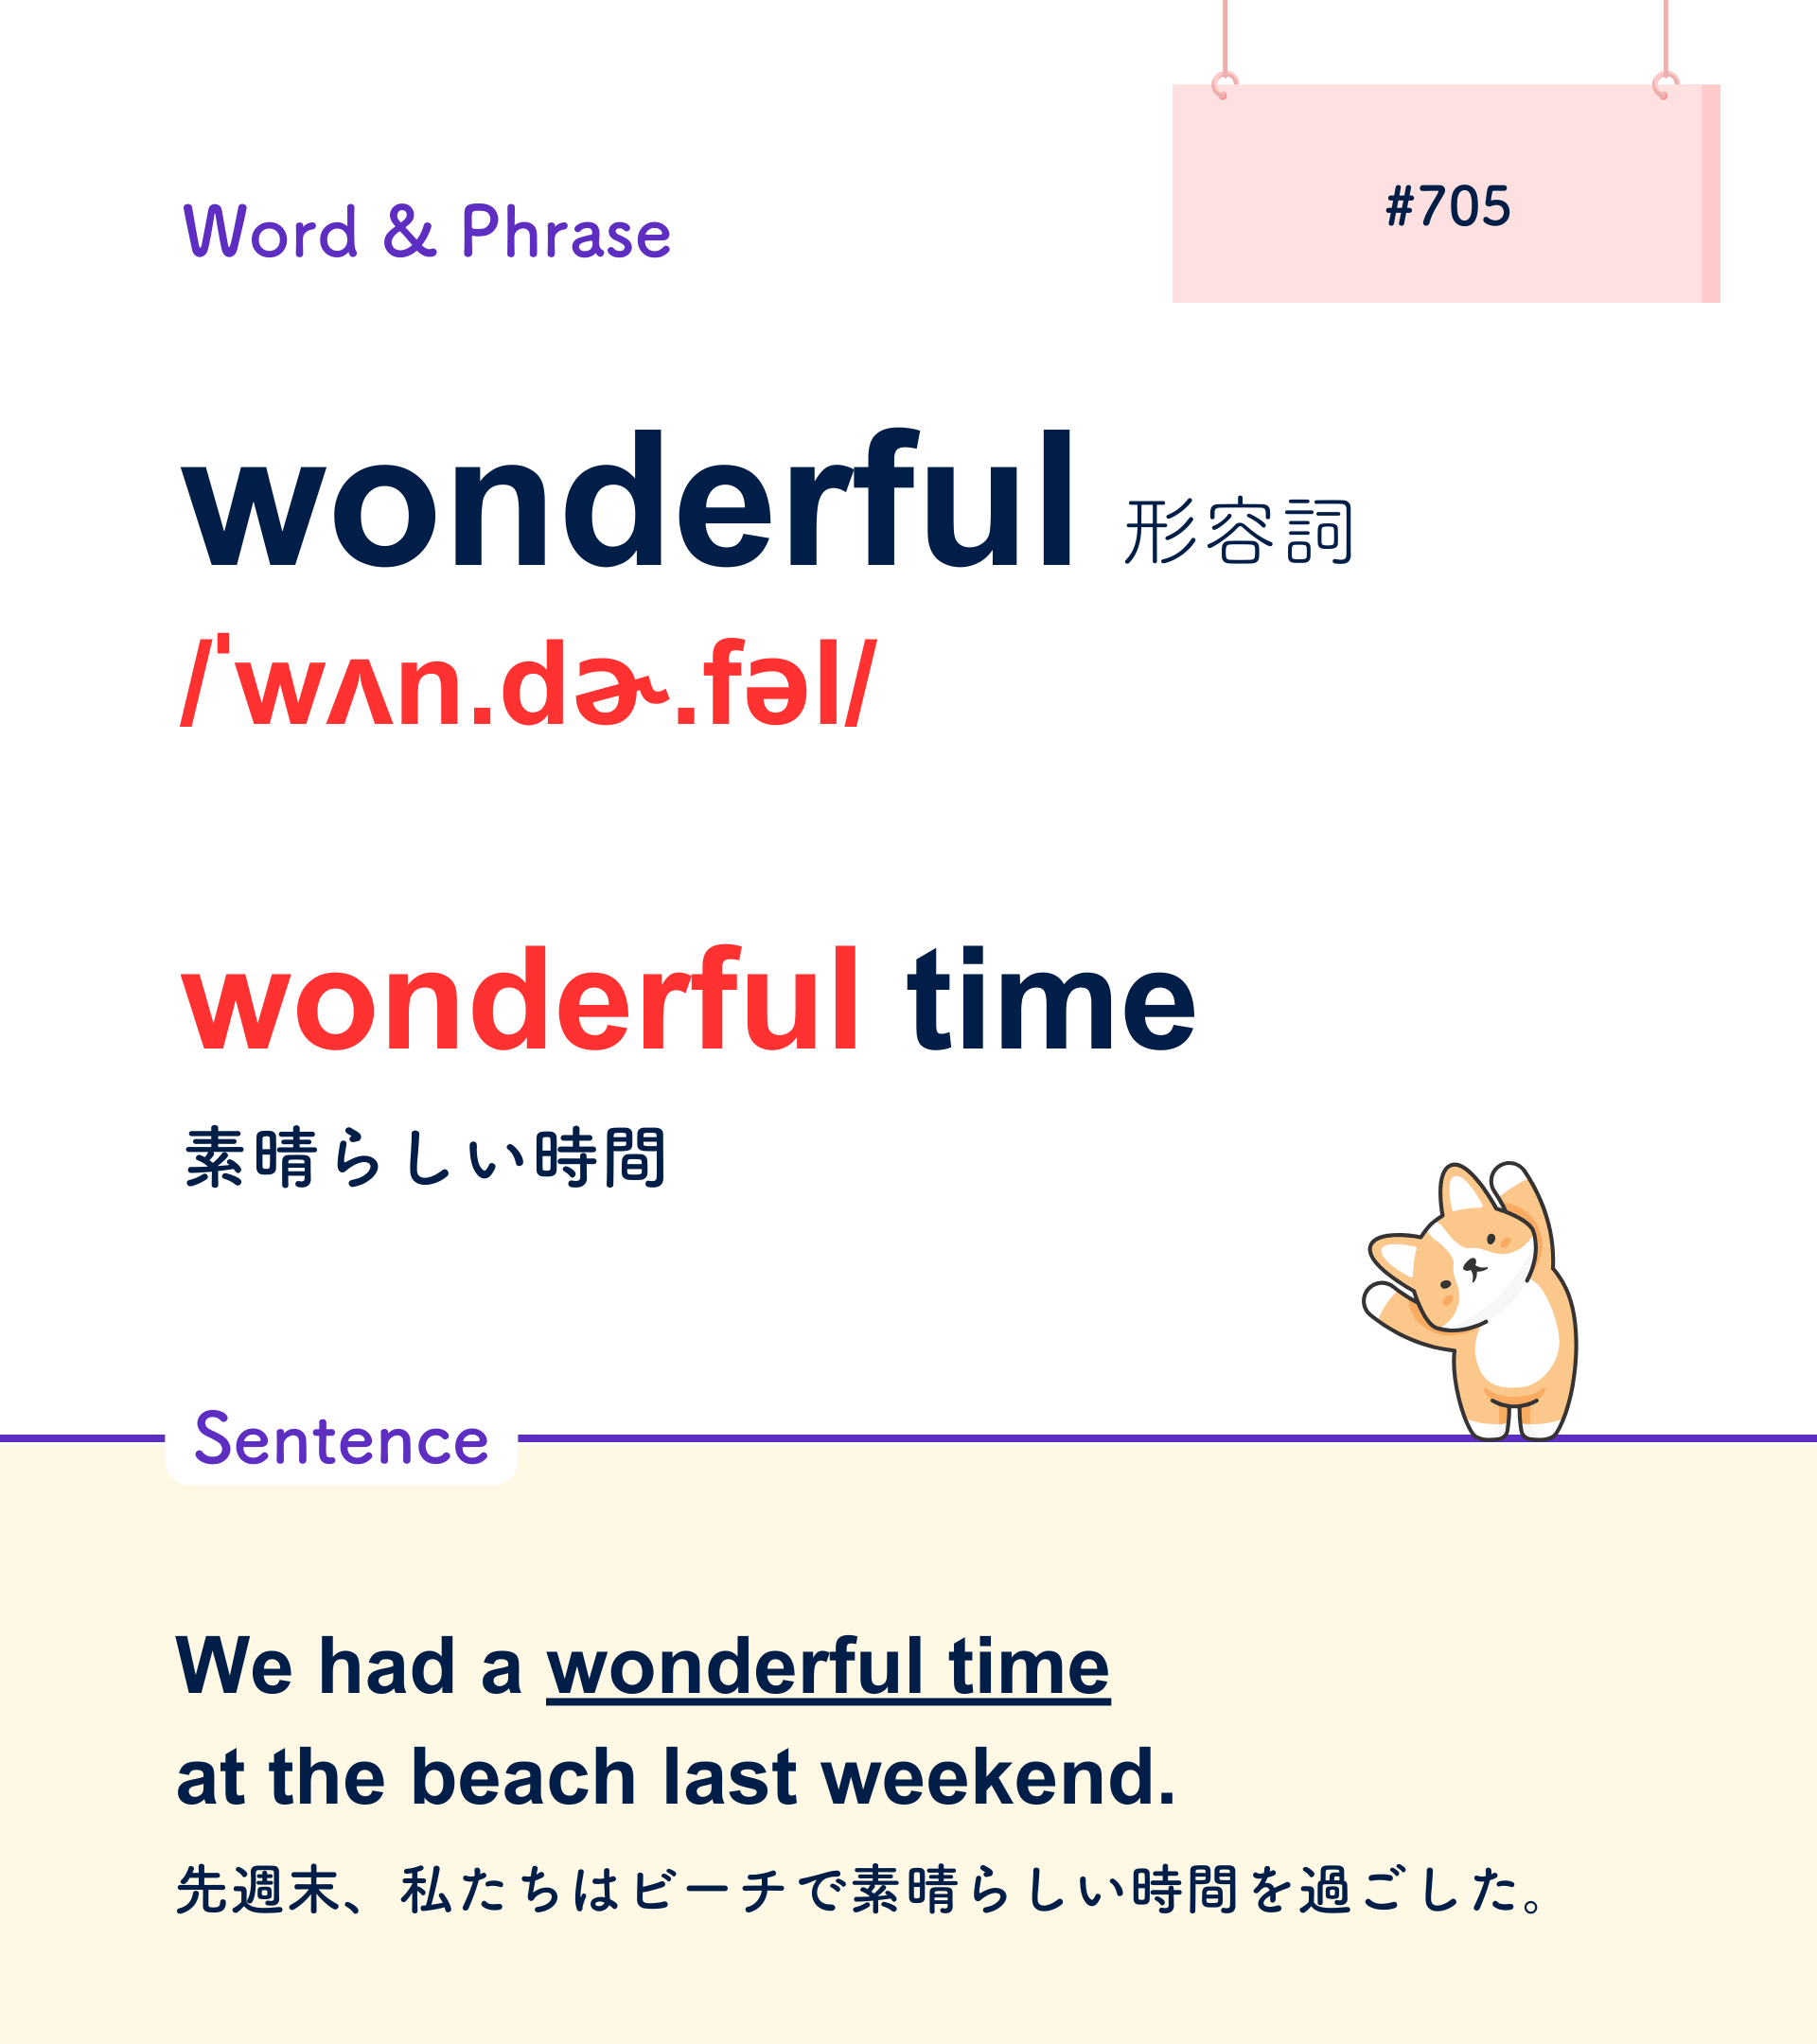 #705
Word & Phrase
wonderful 形容詞
/ˈwʌn.dɚ.fəl/
wonderful time
素晴らしい時間
Sentence
We had a wonderful time
at the beach last weekend.
先週末、私たちはビーチで素晴らしい時間を過ごした。